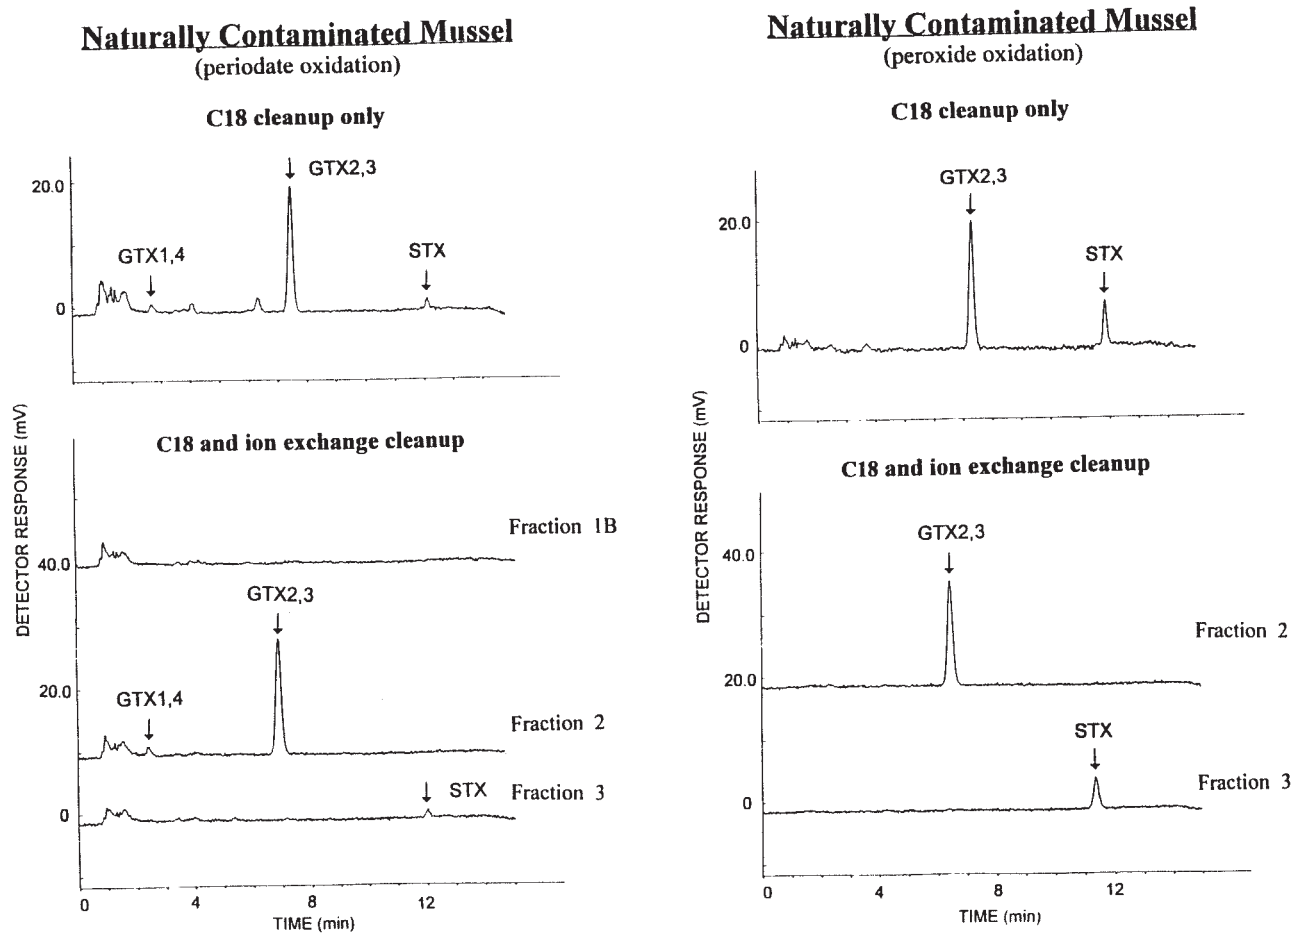 Naturally Contaminated Mussel
(periodate oxidation)
C18 cleanup only
20.0
GTX2,3
GTX1,4
STX
0
C18 and ion exchange cleanup
Fraction 1B
40.0
GTX2,3
20.0
GTX1,4
Fraction 2
STX
Fraction 3
0
DETECTOR RESPONSE (mV)
0
4
8
12
TIME (min)
Naturally Contaminated Mussel
(peroxide oxidation)
C18 cleanup only
GTX2,3
20.0
STX
0
C18 and ion exchange cleanup
GTX2,3
40.0
Fraction 2
20.0
STX
Fraction 3
0
DETECTOR RESPONSE (mV)
0
4
8
12
TIME (min)